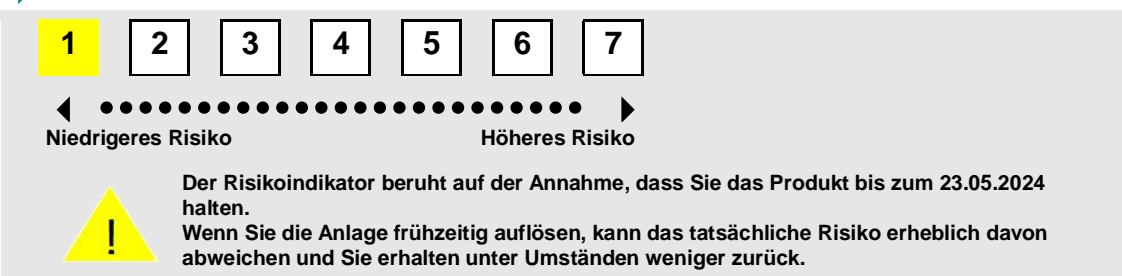 1 2 3 4 5 6 7
Niedrigeres Risiko Höheres Risiko
Der Risikoindikator beruht auf der Annahme, dass Sie das Produkt bis zum 23.05.2024
halten.
Wenn Sie die Anlage frühzeitig auflösen, kann das tatsächliche Risiko erheblich davon
abweichen und Sie erhalten unter Umständen weniger zurück.
!